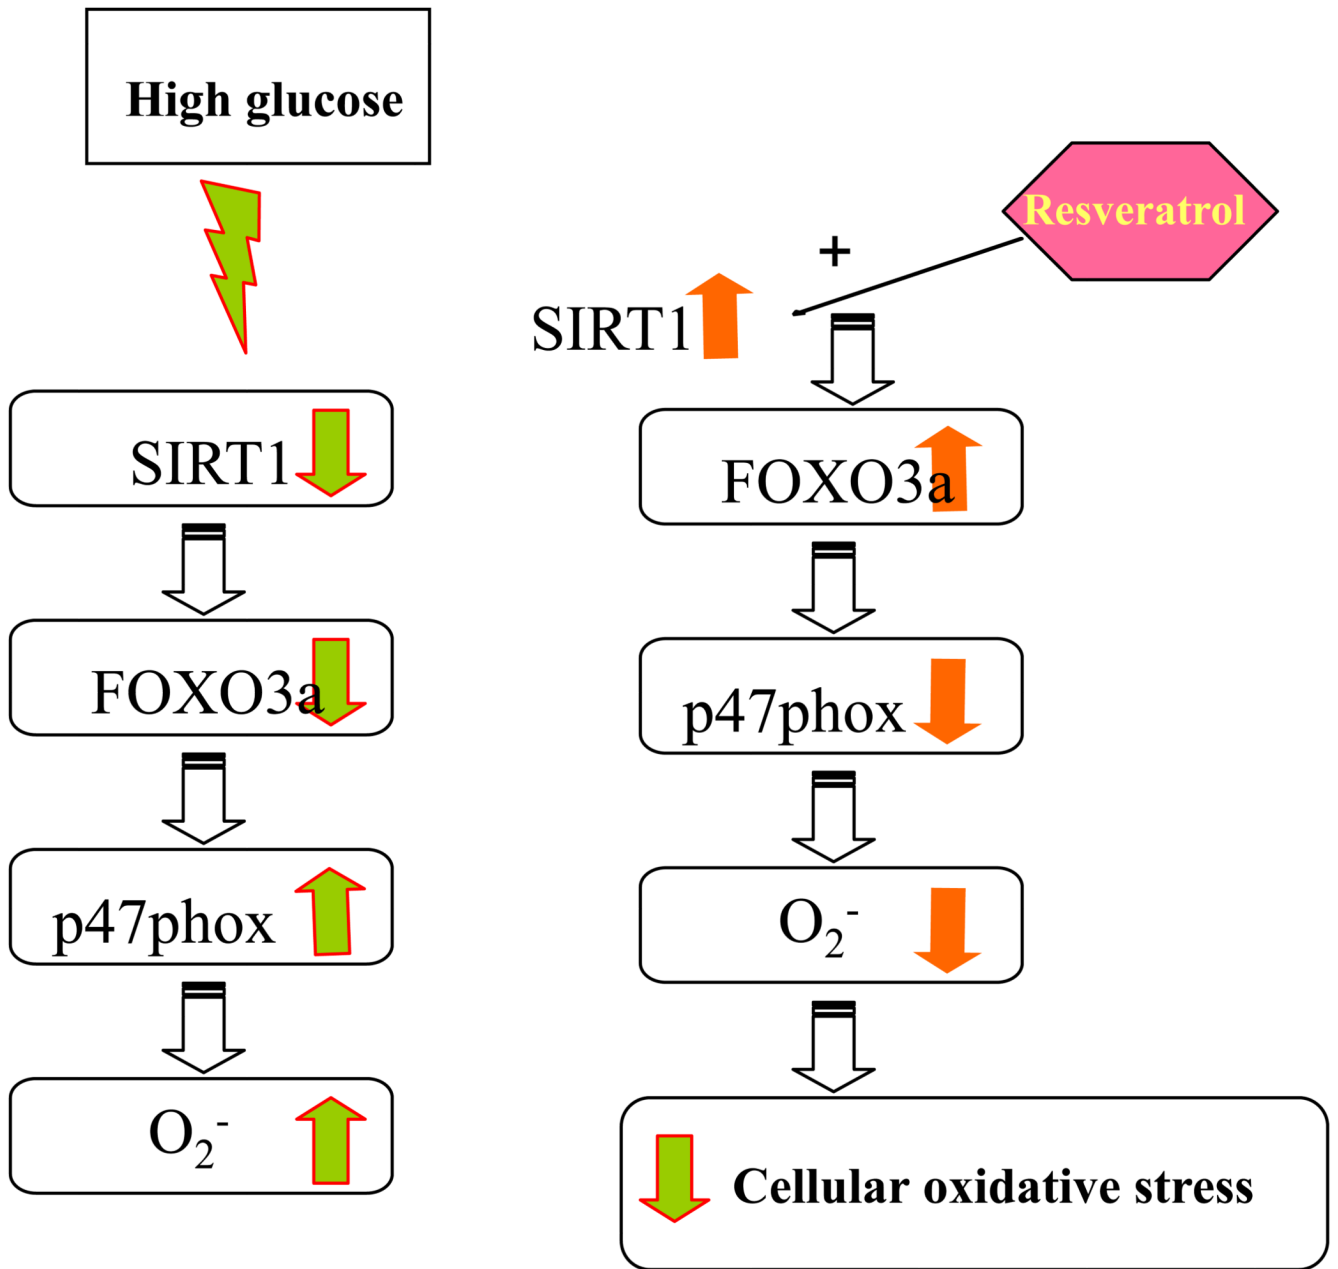 High glucose
SIRT1
FOXO3a
p47phox
O₂⁻
Resveratrol
+
SIRT1
FOXO3a
p47phox
O₂⁻
Cellular oxidative stress